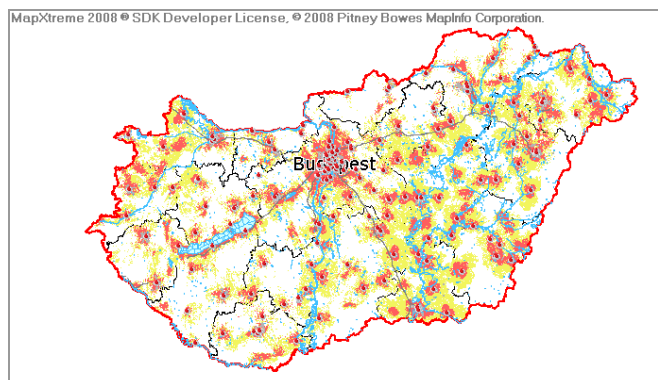 MapXtreme 2008 ® SDK Developer License, © 2008 Pitney Bowes MapInfo Corporation.
Budapest